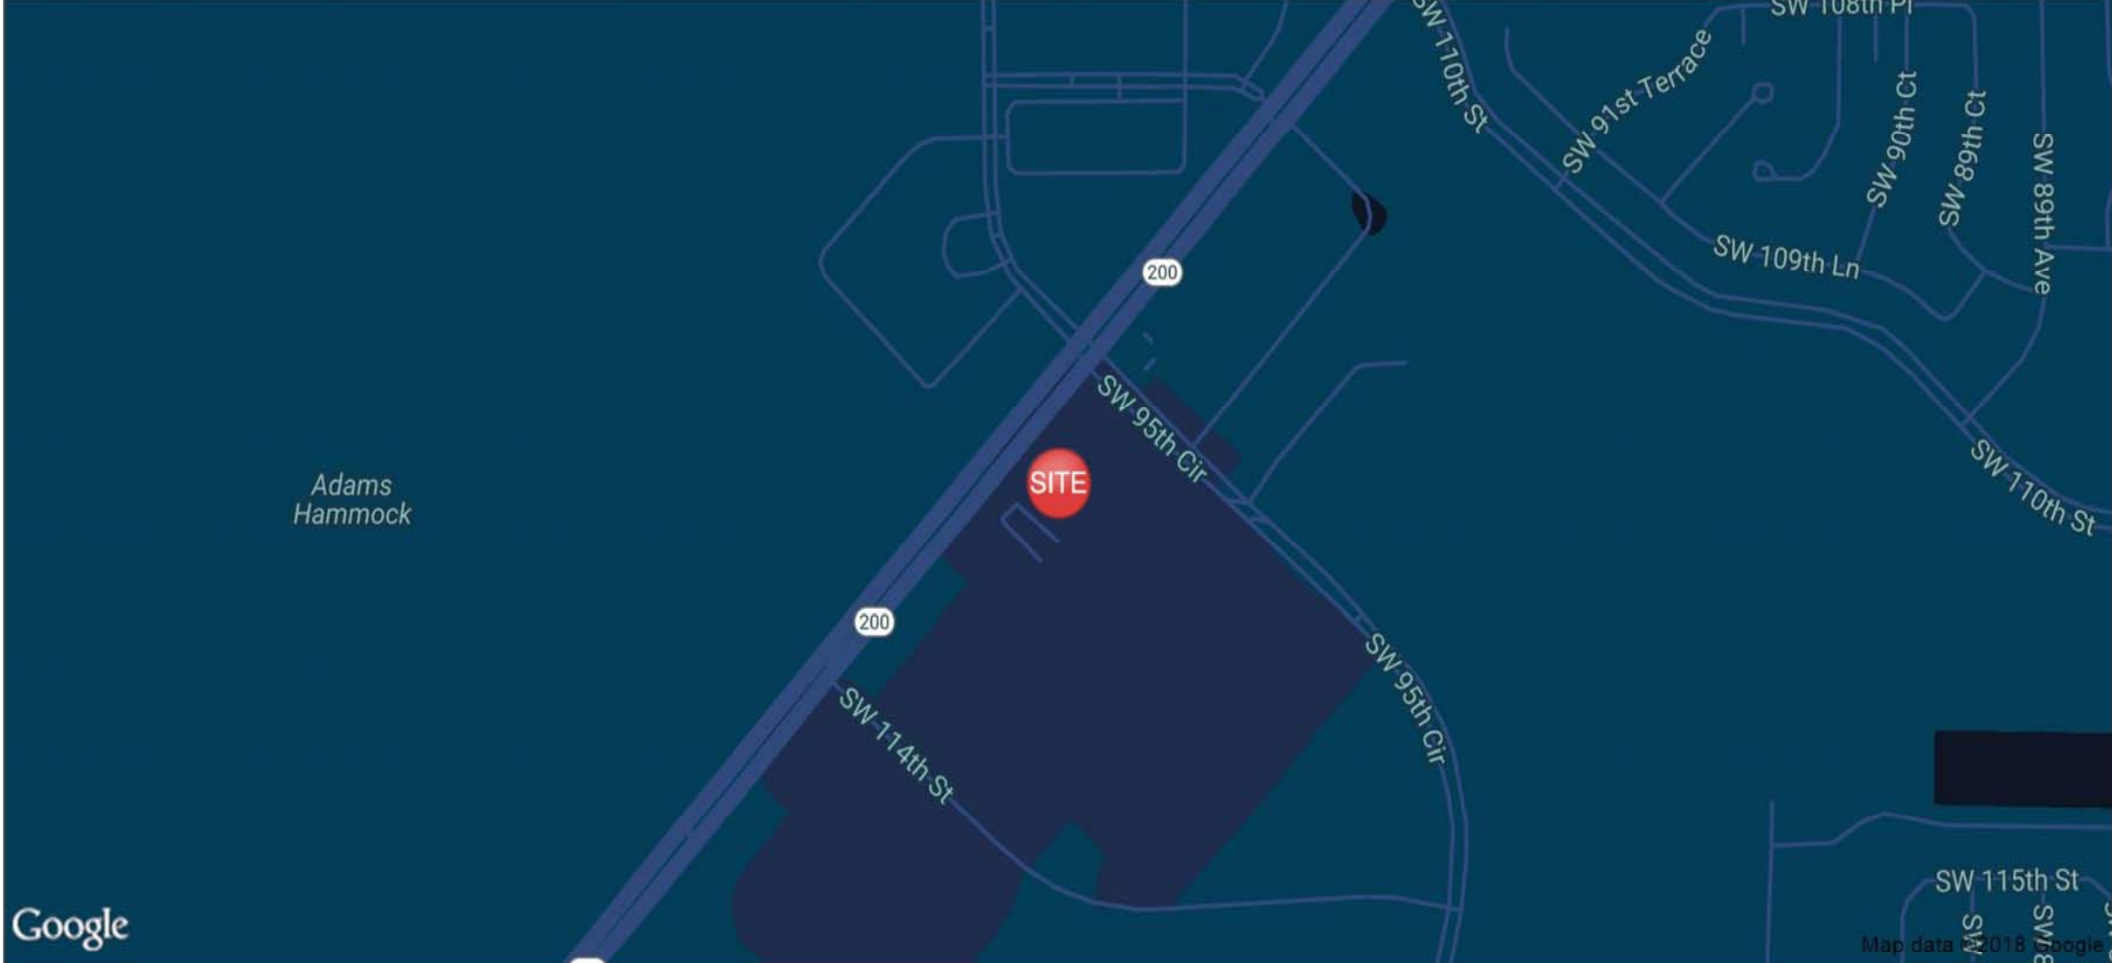 SW 108th Pl
SW 110th St
SW 91st Terrace
SW 90th Ct
SW 89th Ct
SW 89th Ave
SW 109th Ln
200
SW 95th Cir
SITE
Adams
Hammock
SW 110th St
200
SW 95th Cir
SW 114th St
SW 115th St
Google
SW
Map data ©2018 Google